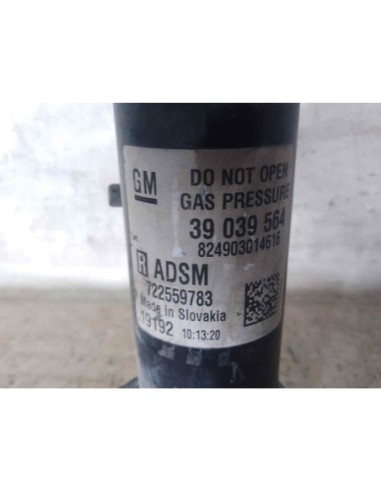 GM
DO NOT OPEN
GAS PRESSURE
39 039 564
824903014616
R ADSM
722559783
Made in Slovakia
19192 10:13:20